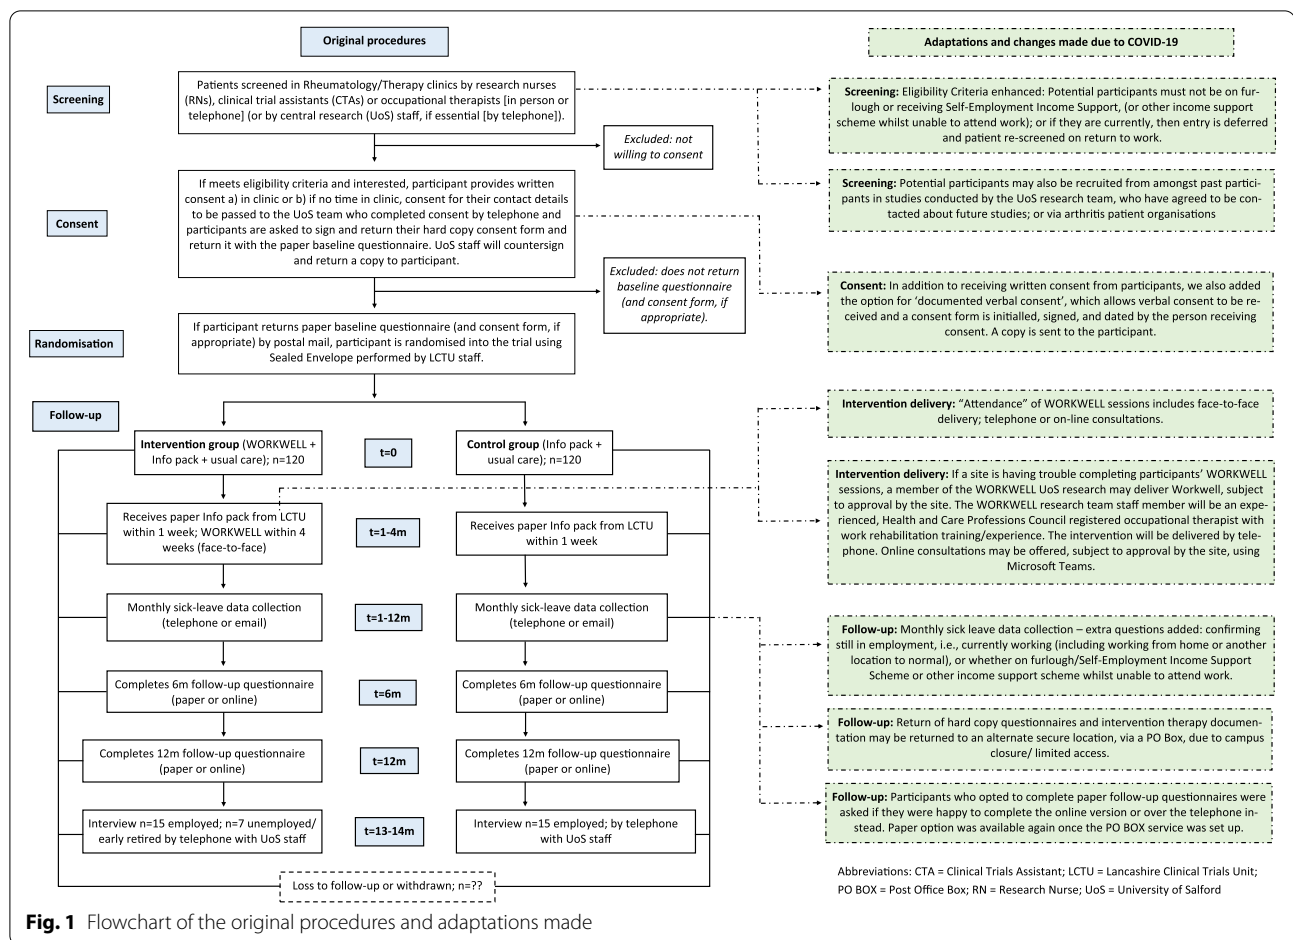 Original procedures
Adaptations and changes made due to COVID-19
Screening
Patients screened in Rheumatology/Therapy clinics by research nurses
(RNs), clinical trial assistants (CTAs) or occupational therapists [in person or
telephone] (or by central research (UoS) staff, if essential [by telephone]).
Excluded: not
willing to consent
Consent
If meets eligibility criteria and interested, participant provides written
consent a) in clinic or b) if no time in clinic, consent for their contact details
to be passed to the UoS team who completed consent by telephone and
participants are asked to sign and return their hard copy consent form and
return it with the paper baseline questionnaire. UoS staff will countersign
and return a copy to participant.
Excluded: does not return
baseline questionnaire
(and consent form, if
appropriate).
Randomisation
If participant returns paper baseline questionnaire (and consent form, if
appropriate) by postal mail, participant is randomised into the trial using
Sealed Envelope performed by LCTU staff.
Follow-up
Intervention group (WORKWELL +
Info pack + usual care); n=120
t=0
Control group (Info pack +
usual care); n=120
Receives paper Info pack from LCTU
within 1 week; WORKWELL within 4
weeks (face-to-face)
t=1-4m
Receives paper Info pack from LCTU
within 1 week
Monthly sick-leave data collection
(telephone or email)
t=1-12m
Monthly sick-leave data collection
(telephone or email)
Completes 6m follow-up questionnaire
(paper or online)
t=6m
Completes 6m follow-up questionnaire
(paper or online)
Completes 12m follow-up questionnaire
(paper or online)
t=12m
Completes 12m follow-up questionnaire
(paper or online)
Interview n=15 employed; n=7 unemployed/
early retired by telephone with UoS staff
t=13-14m
Interview n=15 employed; by telephone
with UoS staff
Loss to follow-up or withdrawn; n=??
Screening: Eligibility Criteria enhanced: Potential participants must not be on fur-
lough or receiving Self-Employment Income Support, (or other income support
scheme whilst unable to attend work); or if they are currently, then entry is deferred
and patient re-screened on return to work.
Screening: Potential participants may also be recruited from amongst past partici-
pants in studies conducted by the UoS research team, who have agreed to be con-
tacted about future studies; or via arthritis patient organisations
Consent: In addition to receiving written consent from participants, we also added
the option for ‘documented verbal consent’, which allows verbal consent to be re-
ceived and a consent form is initialled, signed, and dated by the person receiving
consent. A copy is sent to the participant.
Intervention delivery: “Attendance” of WORKWELL sessions includes face-to-face
delivery; telephone or on-line consultations.
Intervention delivery: If a site is having trouble completing participants’ WORKWELL
sessions, a member of the WORKWELL UoS research may deliver Workwell, subject
to approval by the site. The WORKWELL research team staff member will be an expe-
rienced, Health and Care Professions Council registered occupational therapist with
work rehabilitation training/experience. The intervention will be delivered by tele-
phone. Online consultations may be offered, subject to approval by the site, using
Microsoft Teams.
Follow-up: Monthly sick leave data collection – extra questions added: confirming
still in employment, i.e., currently working (including working from home or another
location to normal), or whether on furlough/Self-Employment Income Support
Scheme or other income support scheme whilst unable to attend work.
Follow-up: Return of hard copy questionnaires and intervention therapy documen-
tation may be returned to an alternate secure location, via a PO Box, due to campus
closure/ limited access.
Follow-up: Participants who opted to complete paper follow-up questionnaires were
asked if they were happy to complete the online version or over the telephone in-
stead. Paper option was available again once the PO BOX service was set up.
Abbreviations: CTA = Clinical Trials Assistant; LCTU = Lancashire Clinical Trials Unit;
PO BOX = Post Office Box; RN = Research Nurse; UoS = University of Salford
Fig. 1 Flowchart of the original procedures and adaptations made